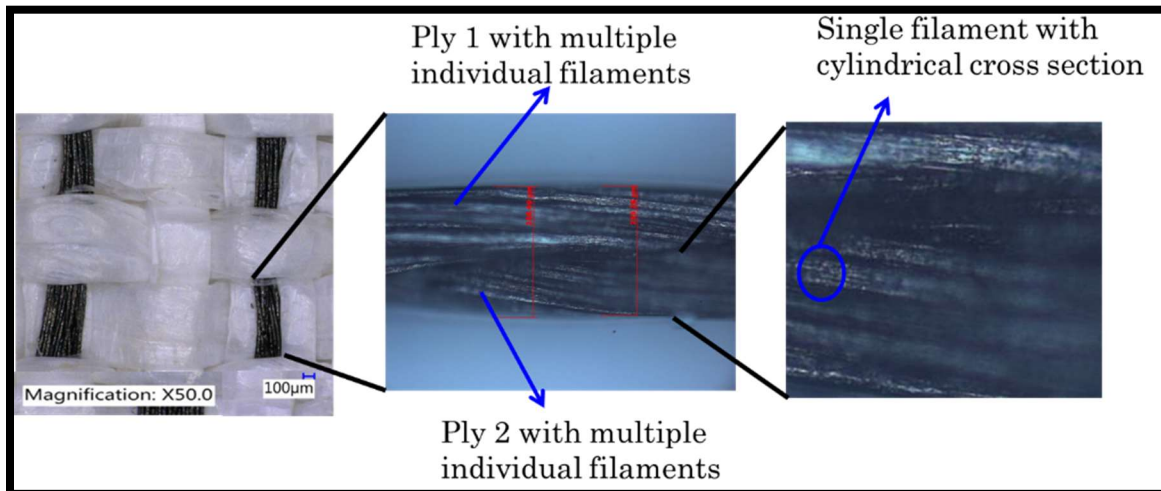 Ply 1 with multiple
individual filaments
Single filament with
cylindrical cross section
Magnification: X50.0
100μm
Ply 2 with multiple
individual filaments